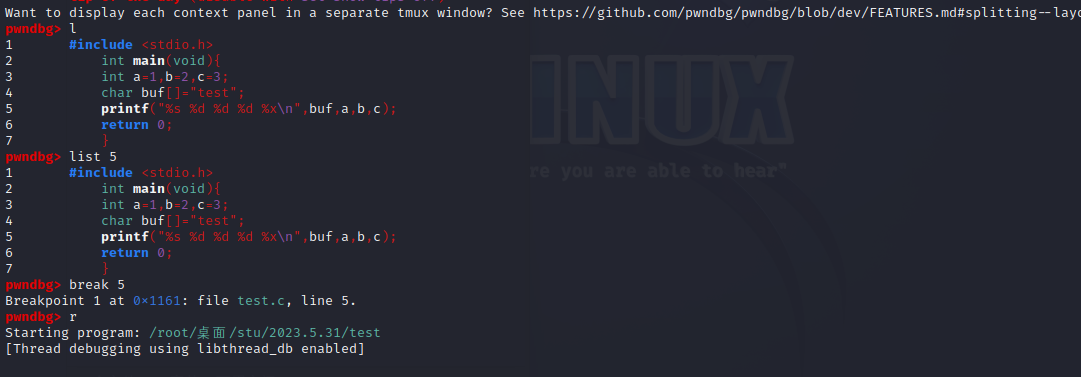 Want to display each context panel in a separate tmux window? See https://github.com/pwndbg/pwndbg/blob/dev/FEATURES.md#splitting--layo
pwndbg> l
1 #include <stdio.h>
2 int main(void){
3 int a=1,b=2,c=3;
4 char buf[]="test";
5 printf("%s %d %d %d %x\n",buf,a,b,c);
6 return 0;
7 }
pwndbg> list 5
1 #include <stdio.h>
2 int main(void){
3 int a=1,b=2,c=3;
4 char buf[]="test";
5 printf("%s %d %d %d %x\n",buf,a,b,c);
6 return 0;
7 }
pwndbg> break 5
Breakpoint 1 at 0×1161: file test.c, line 5.
pwndbg> r
Starting program: /root/桌面/stu/2023.5.31/test
[Thread debugging using libthread_db enabled]
INUX
re you are able to hear"